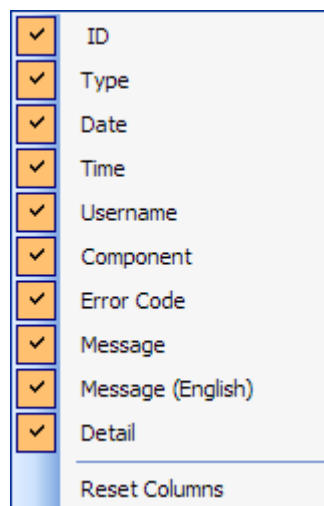 ID
Type
Date
Time
Username
Component
Error Code
Message
Message (English)
Detail
Reset Columns